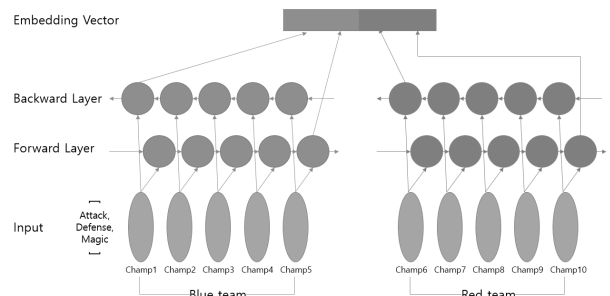 Embedding Vector
Backward Layer
Forward Layer
Input
[Attack,
Defense,
Magic]
Champ1 Champ2 Champ3 Champ4 Champ5
Champ6 Champ7 Champ8 Champ9 Champ10
Blue team
Red team